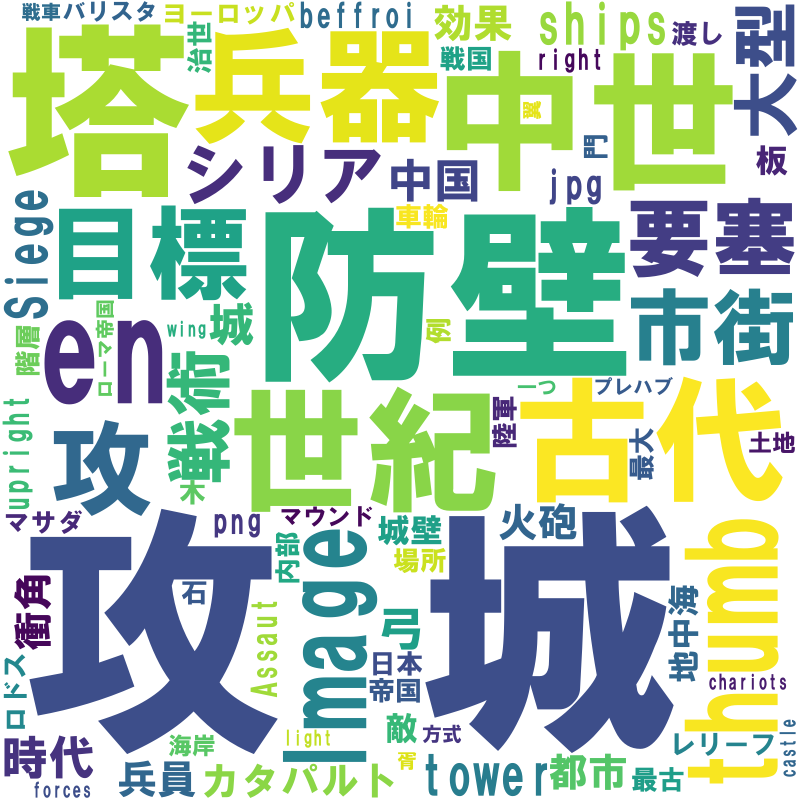 戦車 バリスタ ヨーロッパ beffroi 効果 ships 渡し 大型
治世 戦国 right
塔 兵器 中世
翼 門 板
シリア 中国 jpg
車輪
Siege 目標 防壁 要塞
市街
en ローマ帝国 wing 城 例
階層
戦術 世紀 古代 一つ プレハブ
upright 攻 木 陸軍 最大 土地
マサダ png マウンド 城壁 火砲
内部 場所
攻城 Image thumb
衝角 石 Assaut 弓 地中海
ロドス 日本 帝国 chariots
敵 方式
時代 海岸 light 胥 レリーフ castle
forces 兵員 カタパルト tower 都市 最古